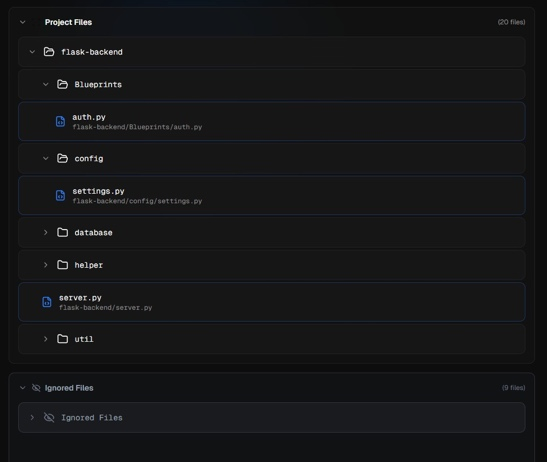 Project Files
(20 files)
flask-backend
Blueprints
auth.py
flask-backend/Blueprints/auth.py
config
settings.py
flask-backend/config/settings.py
database
helper
server.py
flask-backend/server.py
util
Ignored Files
(9 files)
Ignored Files